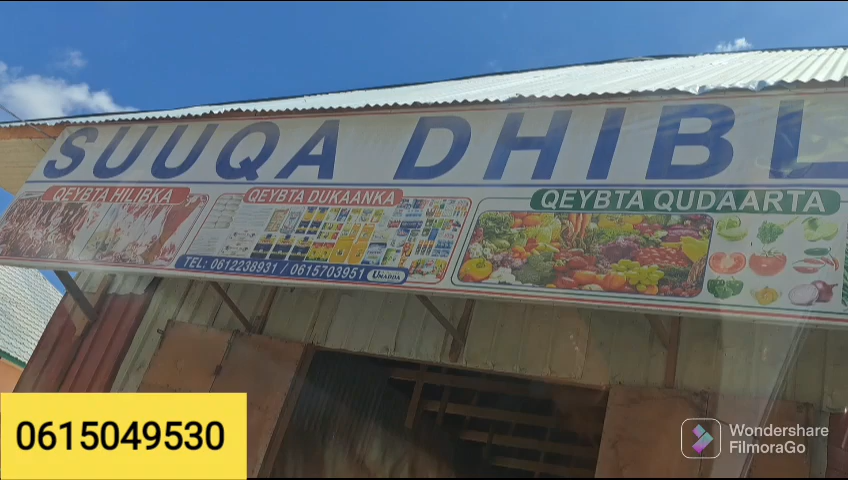 SUUQA DHIBL
QEYBTA HILIBKA
QEYBTA DUKAANKA
QEYBTA QUDAARTA
TEL: 0612238931 / 0615703951
0615049530
Wondershare
FilmoraGo